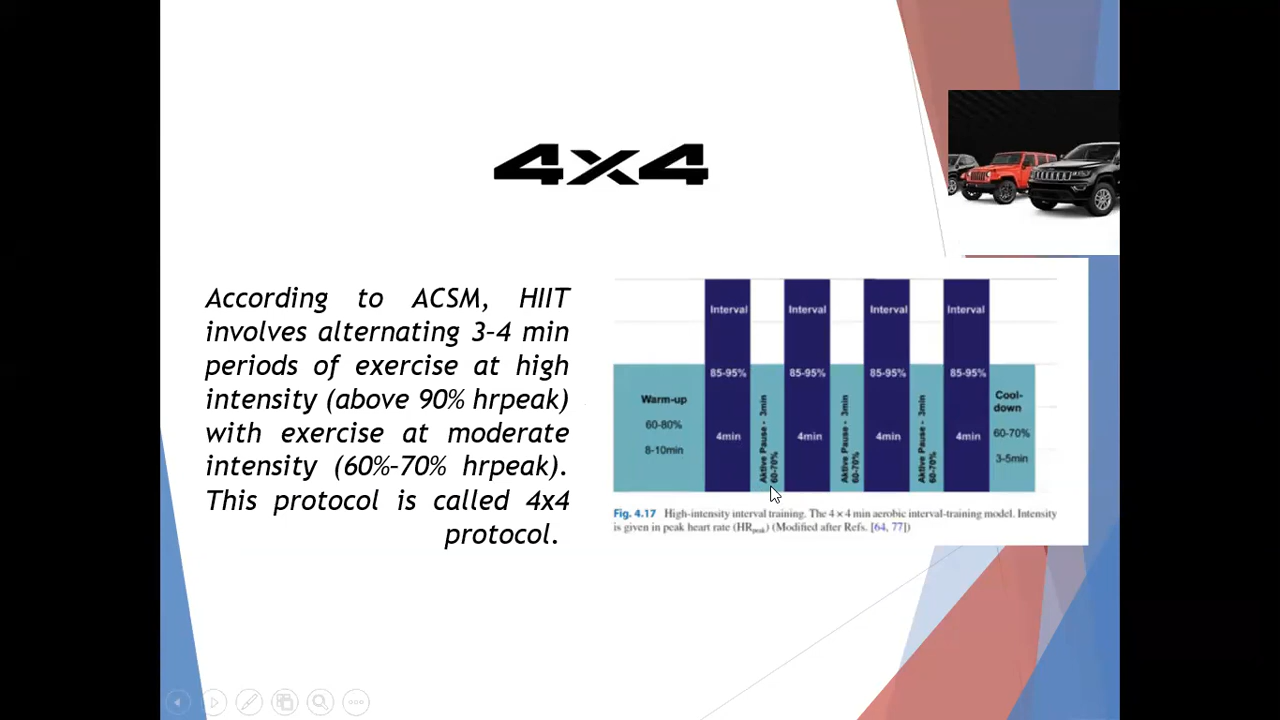 4x4
According to ACSM, HIIT
involves alternating 3–4 min
periods of exercise at high
intensity (above 90% hrpeak)
with exercise at moderate
intensity (60%–70% hrpeak).
This protocol is called 4x4
protocol.
Interval
Interval
Interval
Interval
85-95%
85-95%
85-95%
85-95%
Warm-up
60-80%
8-10min
4min
4min
4min
4min
Aktive Pause - 3min
60-70%
Aktive Pause - 3min
60-70%
Aktive Pause - 3min
60-70%
Cool-
down
60-70%
3-5min
Fig. 4.17 High-intensity interval training. The 4 × 4 min aerobic interval-training model. Intensity
is given in peak heart rate (HRpeak) (Modified after Refs. [64, 77])